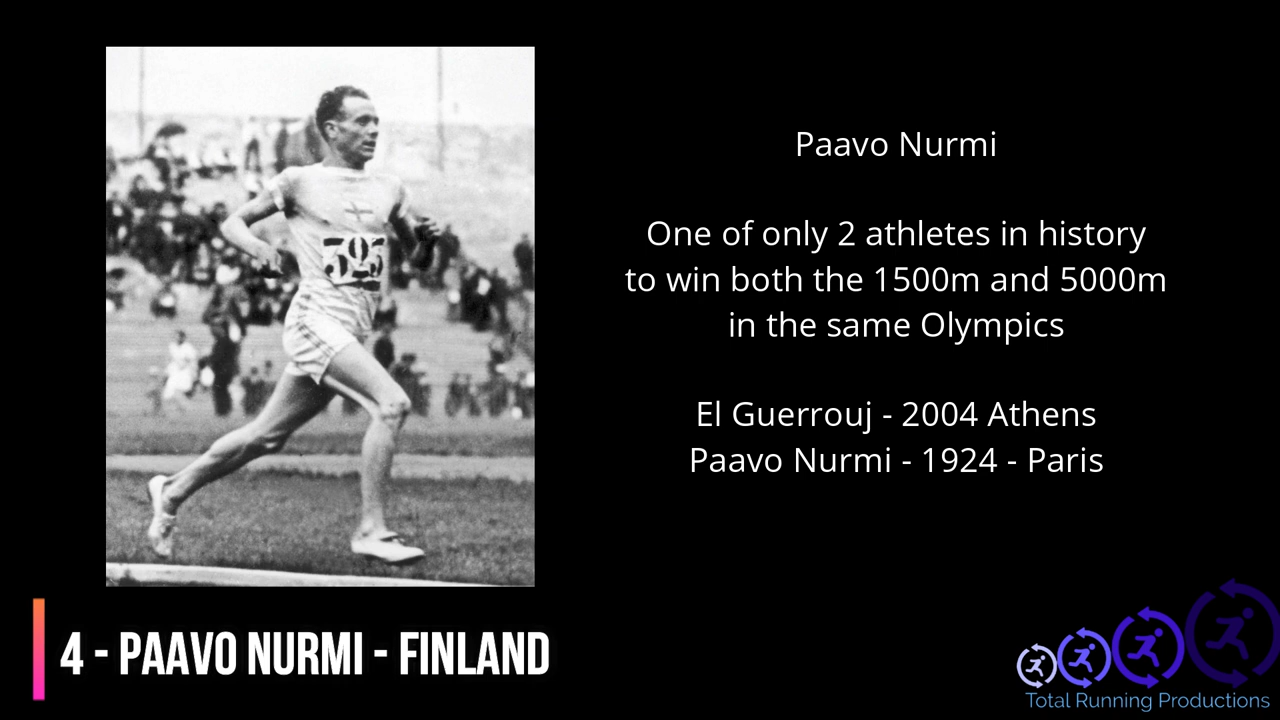 Paavo Nurmi
One of only 2 athletes in history
to win both the 1500m and 5000m
in the same Olympics
El Guerrouj - 2004 Athens
Paavo Nurmi - 1924 - Paris
4 - PAAVO NURMI - FINLAND
Total Running Productions